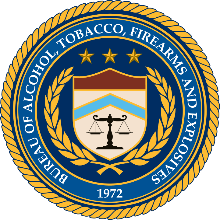 BUREAU OF ALCOHOL, TOBACCO, FIREARMS AND EXPLOSIVES
1972